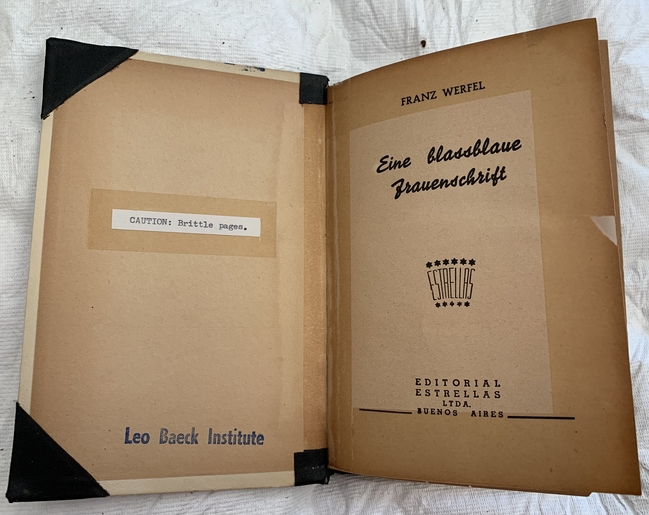 CAUTION: Brittle pages.
Leo Baeck Institute
FRANZ WERFEL
Eine blassblaue
Frauenschrift
ESTRELLAS
EDITORIAL
ESTRELLAS
LTDA.
BUENOS AIRES